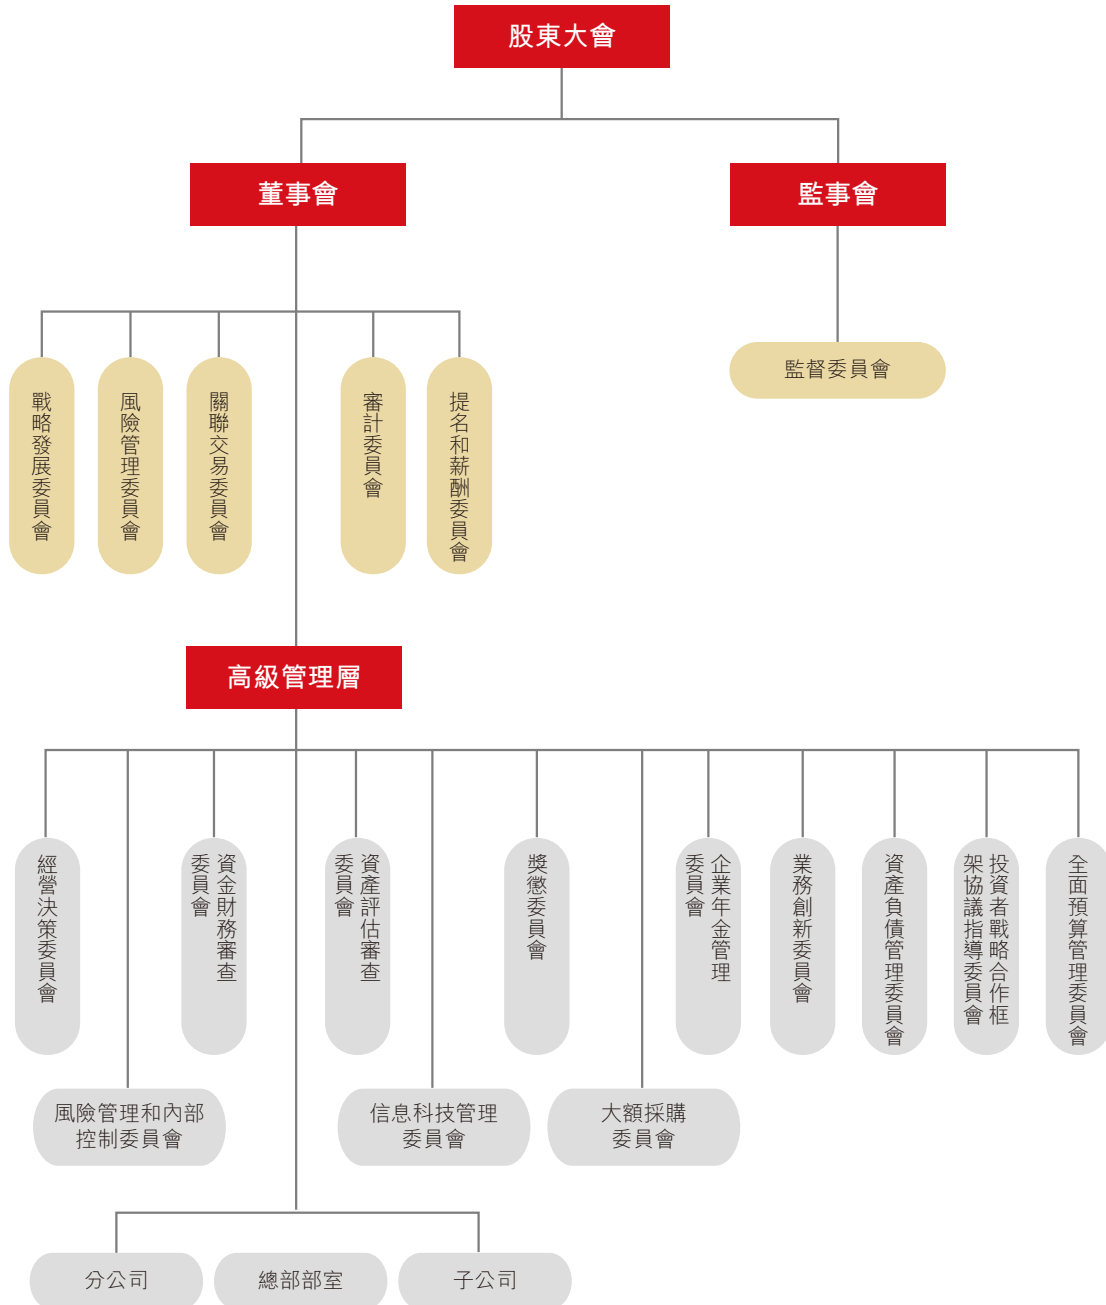 股東大會
董事會
監事會
監督委員會
戰略發展委員會
風險管理委員會
關聯交易委員會
審計委員會
提名和薪酬委員會
高級管理層
經營決策委員會
資金財務審查
委員會
資產評估審查
委員會
獎懲委員會
企業年金管理
委員會
業務創新委員會
資產負債管理委員會
投資者戰略合作框
架協議指導委員會
全面預算管理委員會
風險管理和內部
控制委員會
信息科技管理
委員會
大額採購
委員會
分公司
總部部室
子公司